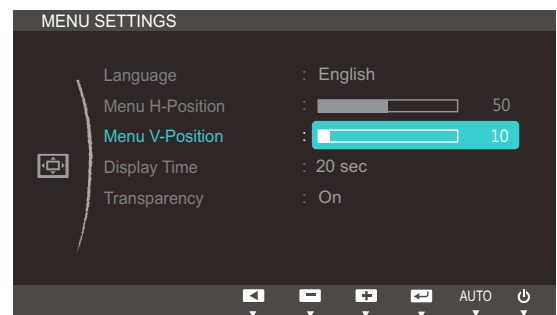 MENU SETTINGS
Language : English
Menu H-Position : 50
Menu V-Position : 10
Display Time : 20 sec
Transparency : On
AUTO